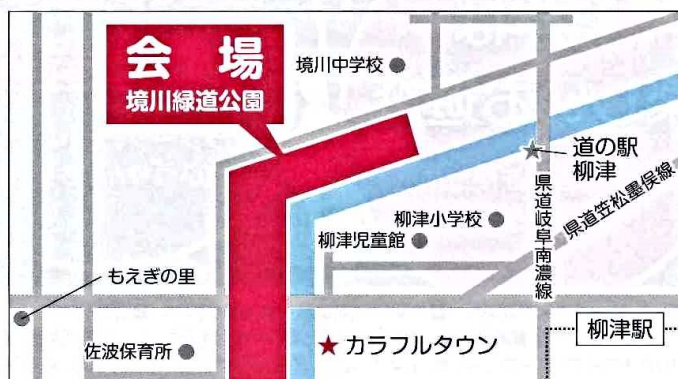 会場
境川緑道公園
境川中学校
道の駅
柳津
県道岐阜南濃線
県道笠松墨俣線
柳津小学校
柳津児童館
もえぎの里
佐波保育所
カラフルタウン
柳津駅